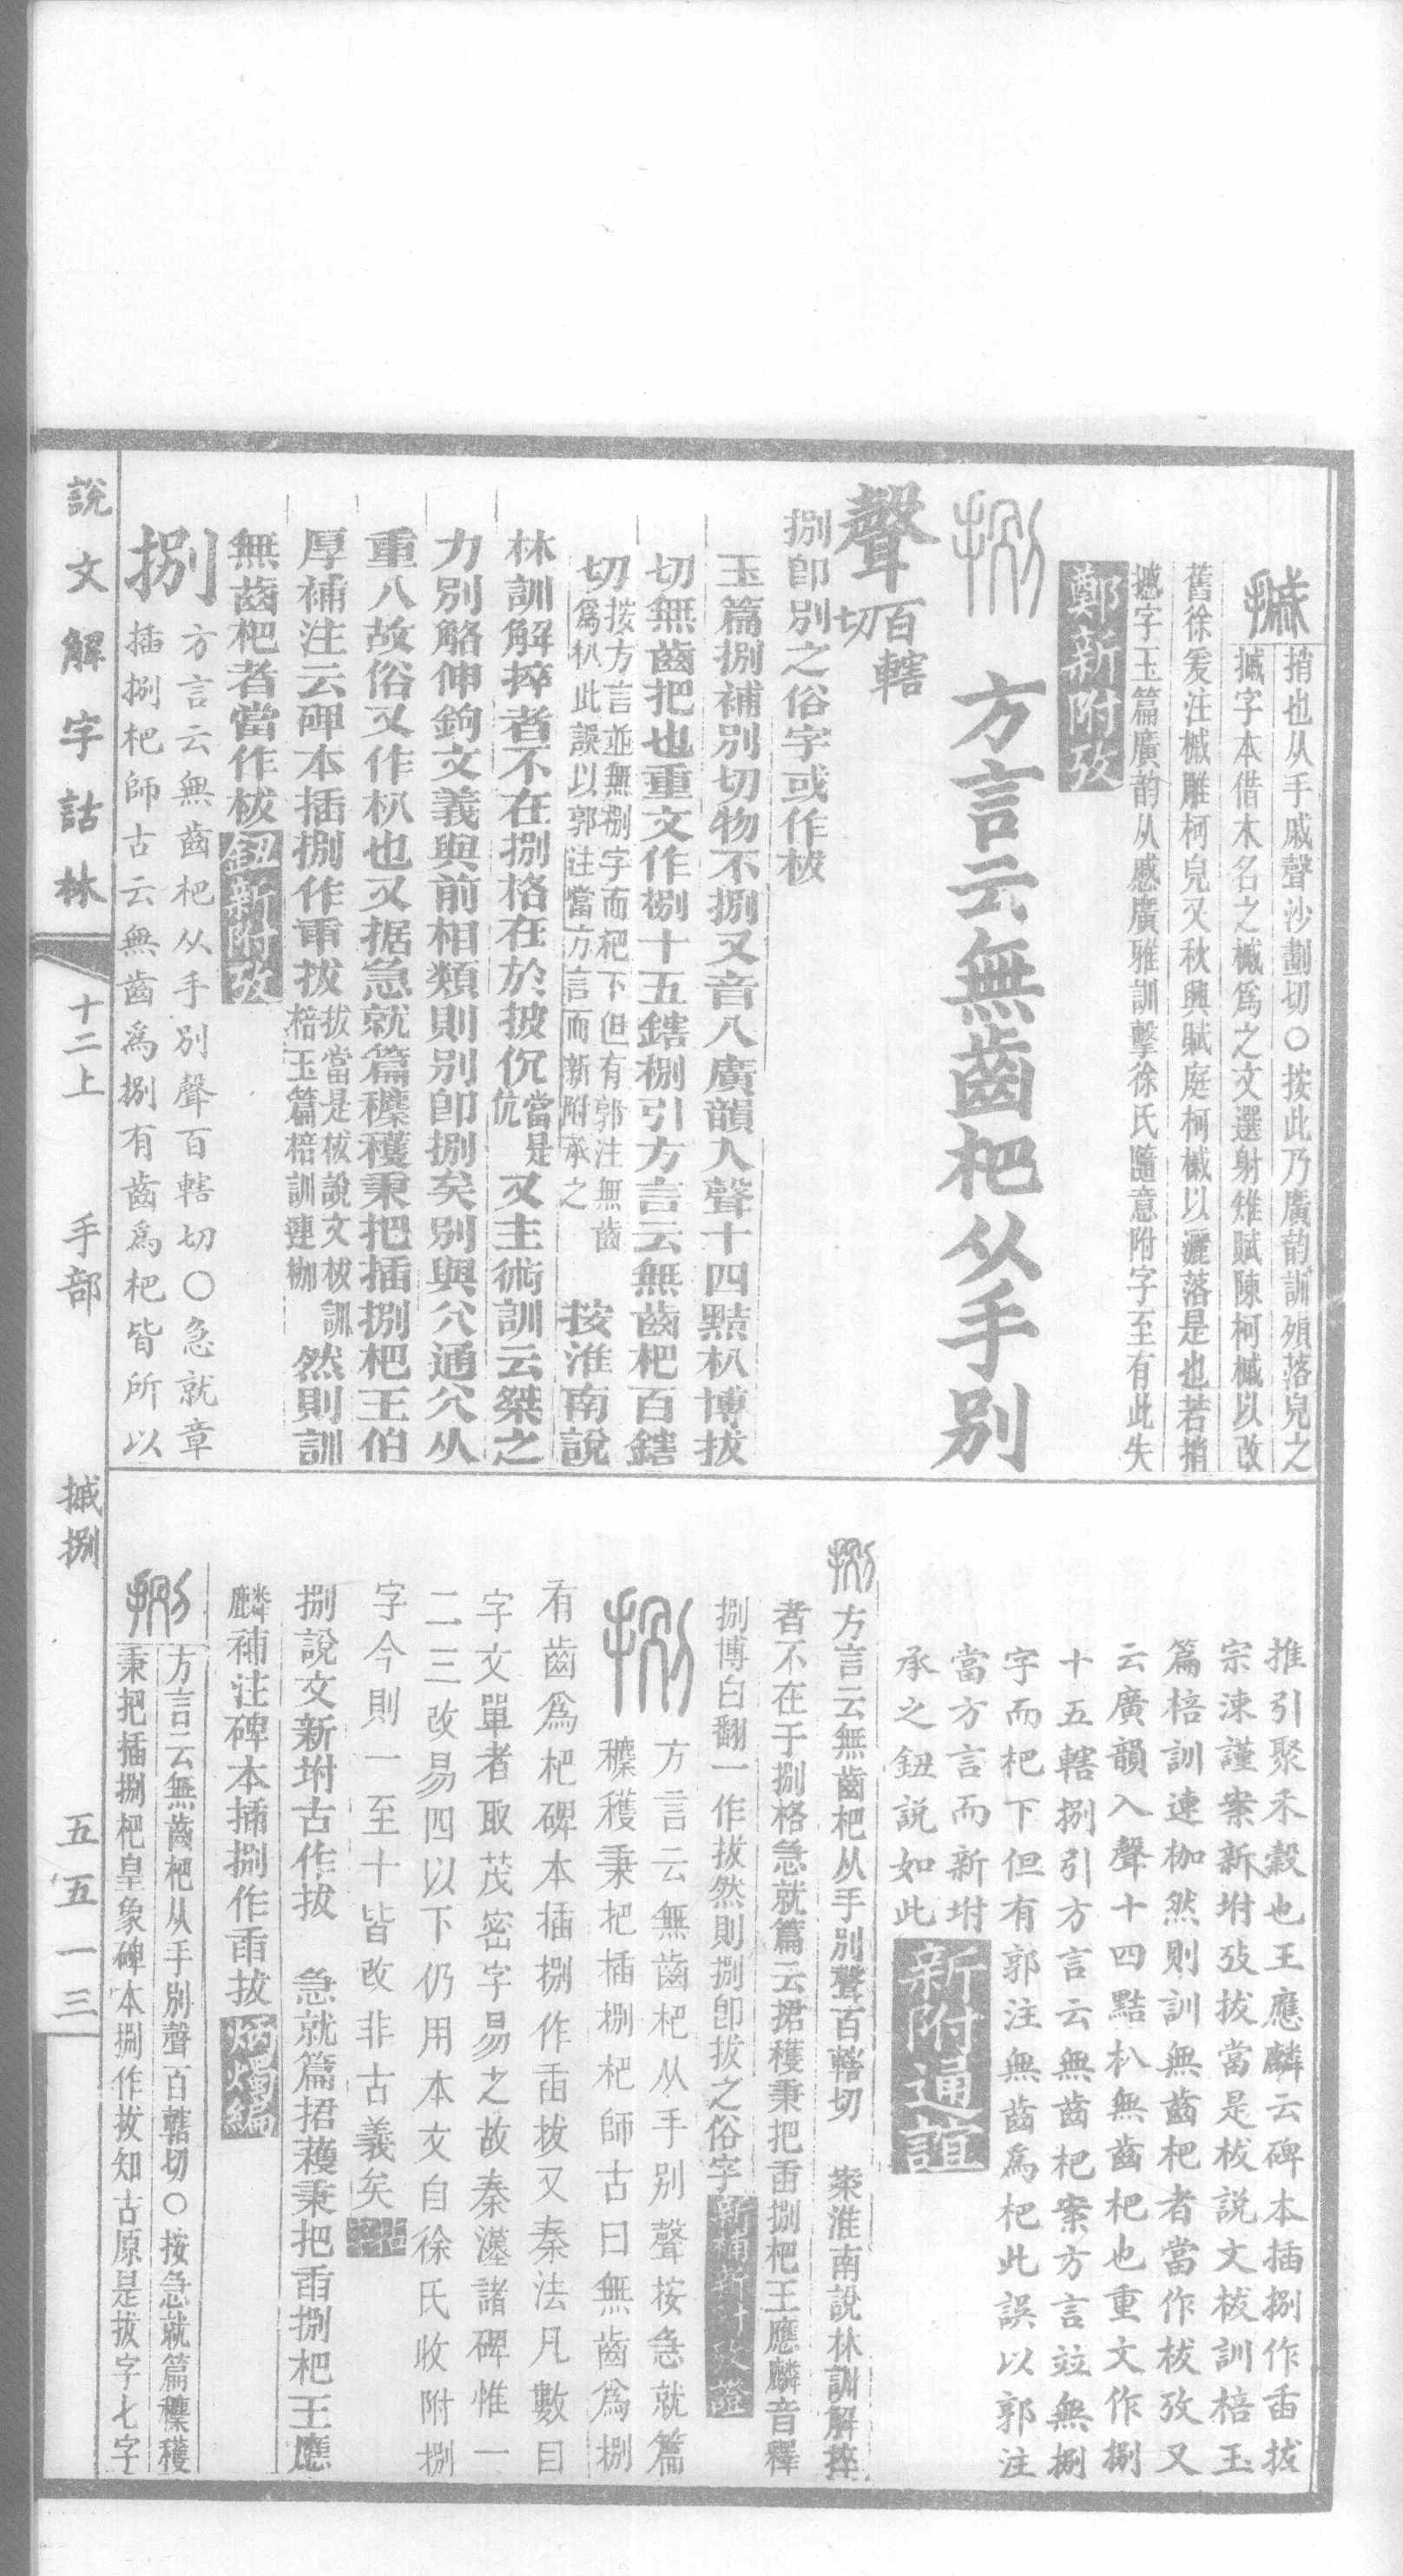 摵
捎也从手戚聲沙劃切〇按此乃廣韵訓殞落皃之
摵字本借木名之槭爲之文選射雉賦陳柯槭以改
舊徐爰注槭雕柯皃又秋興賦庭柯槭以灑落是也若捎
摵字玉篇廣韵从感廣雅訓擊徐氏隨意附字至有此失
鄭新附攷
捌 方言云無齒杷从手別
聲百轄切
捌卽別之俗字或作柭
玉篇捌補別切物不捌又音八廣韻入聲十四黠朳博拔
切無齒把也重文作捌十五鎋捌引方言云無齒杷百鎋
切按方言並無捌字而杷下但有郭注無齒
爲朳此誤以郭注當方言而新附承之 按淮南說
林訓解捽者不在捌格在於披伉當是伉又主術訓云桀之
力別觡伸鉤文義與前相類則別卽捌矣別與㕣通㕣从
重八故俗又作朳也又据急就篇穫秉把插捌杷王伯
厚補注云碑本插捌作臿拔拔當是柭說文柭訓
棓玉篇棓訓連枷 然則訓
無齒杷者當作柭鈕新附攷
捌 方言云無齒杷从手別聲百轄切〇急就章
插捌杷師古云無齒爲捌有齒爲杷皆所以
推引聚禾穀也王應麟云碑本插捌作臿拔
宗涑謹案新坿攷拔當是柭說文柭訓棓玉
篇棓訓連枷然則訓無齒杷者當作柭攷又
云廣韻入聲十四黠朳無齒杷也重文作捌
十五轄捌引方言云無齒杷案方言竝無捌
字而杷下但有郭注無齒爲杷此誤以郭注
當方言而新坿
承之鈕說如此新附通誼
捌 方言云無齒杷从手別聲百轄切 案淮南說林訓解捽
者不在于捌格急就篇云捃穫秉把臿捌杷王應麟音釋
捌博白翻一作拔然則捌卽拔之俗字新補新附攷證
捌 方言云無齒杷从手別聲按急就篇
穫秉把插捌杷師古曰無齒爲捌
有齒爲杷碑本插捌作臿拔又秦法凡數目
字文單者取茂密字易之故秦漢諸碑惟一
二三改易四以下仍用本文自徐氏收附捌
字今則一至十皆改非古義矣
捌說文新坿古作拔 急就篇捃穫秉把臿捌杷王應
麟補注碑本插捌作臿拔炳燭編
捌 方言云無齒杷从手別聲百轄切〇按急就篇穫
秉把插捌杷皇象碑本捌作拔知古原是拔字七字
說文解字詁林
十二上
手部
摵捌
五五一三